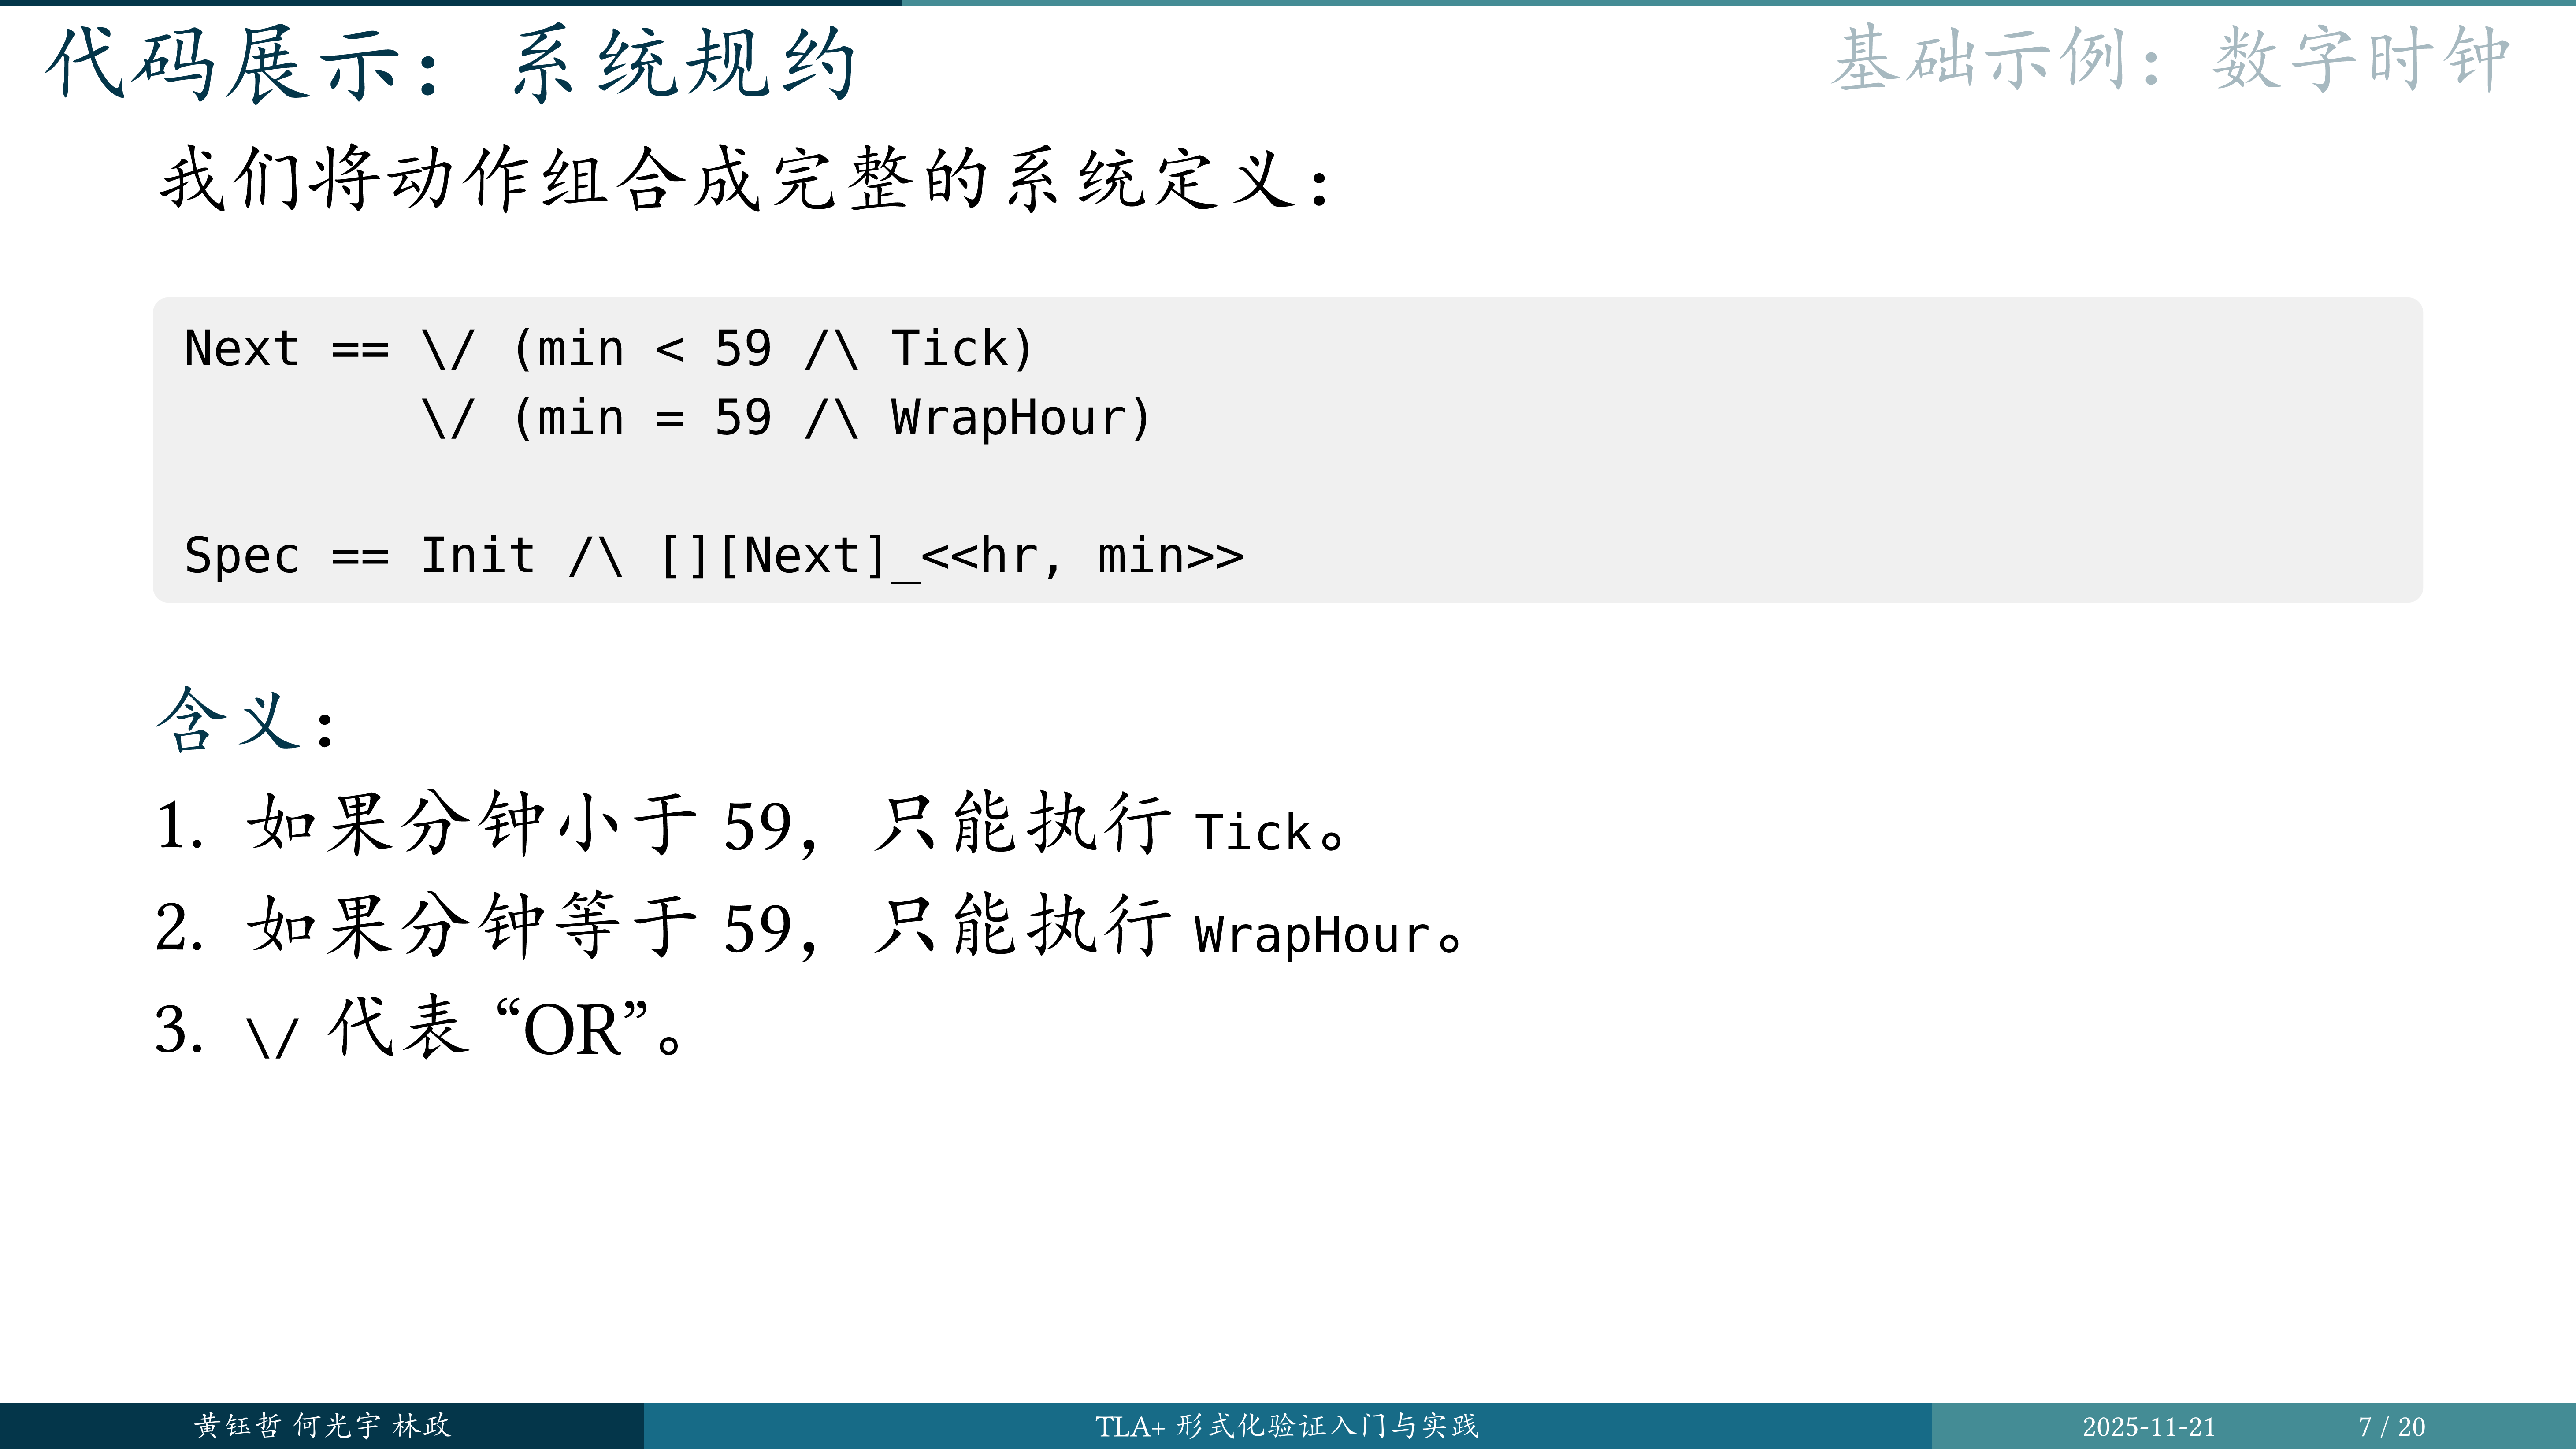 代码展示：系统规约
基础示例：数字时钟
我们将动作组合成完整的系统定义：
Next == \/ (min < 59 /\ Tick)
        \/ (min = 59 /\ WrapHour)
Spec == Init /\ [][Next]_<<hr, min>>
含义：
1. 如果分钟小于 59，只能执行 Tick。
2. 如果分钟等于 59，只能执行 WrapHour。
3. \/ 代表 “OR”。
黄钰哲 何光宇 林政
TLA+ 形式化验证入门与实践
2025-11-21
7 / 20